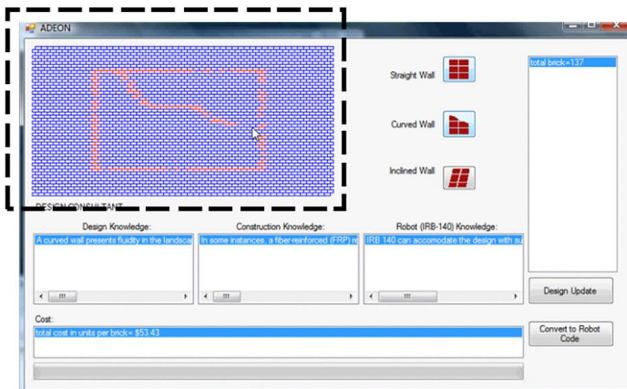 ADEON
total brick=137
Straight Wall
Curved Wall
Inclined Wall
DESIGN CONSULTANT
Design Knowledge:
Construction Knowledge:
Robot (IRB-140) Knowledge:
A curved wall presents fluidity in the landsca
In some instances, a fiber-reinforced (FRP) r
IRB 140 can accomodate the design with su
Design Update
Cost:
total cost in units per brick= $53.43
Convert to Robot
Code